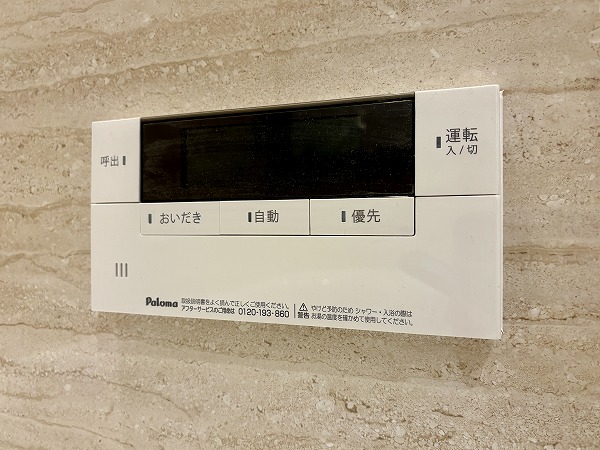 呼出
運転
入/切
おいだき
自動
優先
Paloma
取扱説明書をよく読んで正しくご使用ください。
アフターサービスのご用命は 0120-193-860
警告
やけど予防のため シャワー・入浴の際は
お湯の温度を確かめて使用してください。